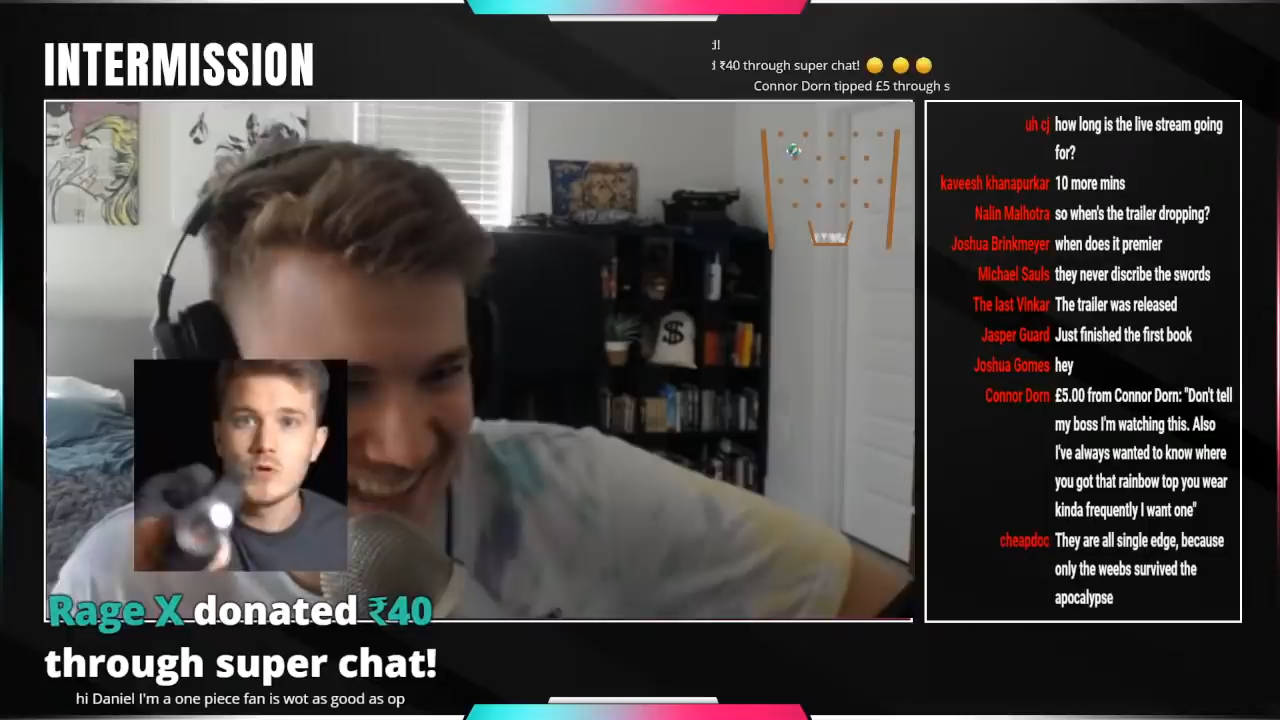 INTERMISSION
d!
d ₹40 through super chat!
Connor Dorn tipped £5 through s
uh cj how long is the live stream going
for?
kaveesh khanapurkar 10 more mins
Nalin Malhotra so when's the trailer dropping?
Joshua Brinkmeyer when does it premier
Michael Sauls they never discribe the swords
The last Vinkar The trailer was released
Jasper Guard Just finished the first book
Joshua Gomes hey
Connor Dorn £5.00 from Connor Dorn: "Don't tell
my boss I'm watching this. Also
I've always wanted to know where
you got that rainbow top you wear
kinda frequently I want one"
cheapdoc They are all single edge, because
only the weebs survived the
apocalypse
$
Rage X donated ₹40
through super chat!
hi Daniel I'm a one piece fan is wot as good as op